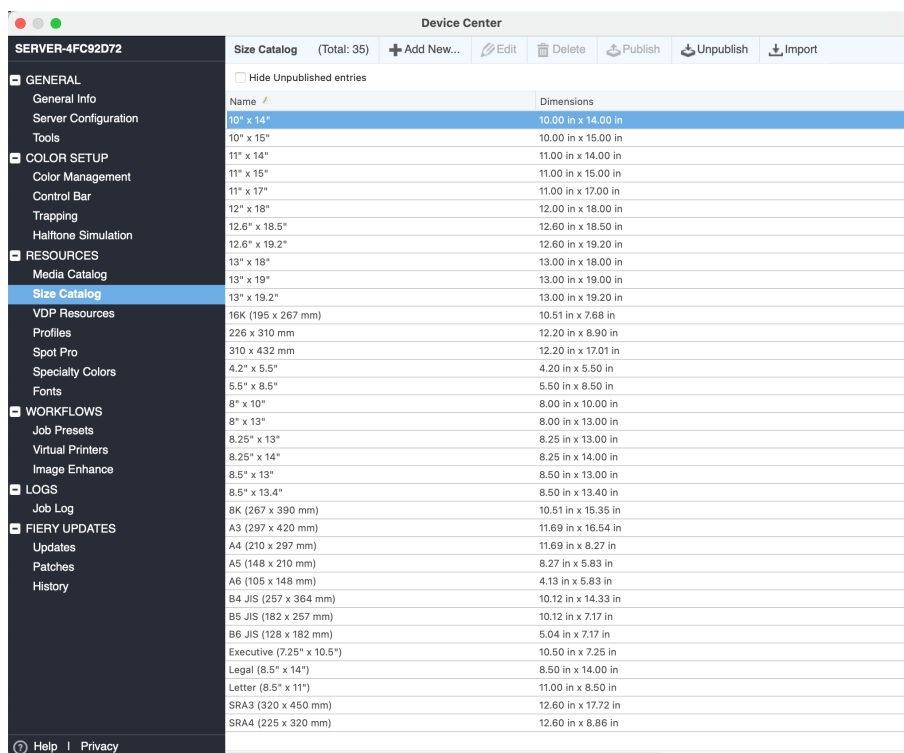 Device Center
SERVER-4FC92D72
Size Catalog (Total: 35) Add New... Edit Delete Publish Unpublish Import
GENERAL
General Info
Server Configuration
Tools
COLOR SETUP
Color Management
Control Bar
Trapping
Halftone Simulation
RESOURCES
Media Catalog
Size Catalog
VDP Resources
Profiles
Spot Pro
Specialty Colors
Fonts
WORKFLOWS
Job Presets
Virtual Printers
Image Enhance
LOGS
Job Log
FIERY UPDATES
Updates
Patches
History
? Help | Privacy
Hide Unpublished entries
Name Dimensions
10" x 14" 10.00 in x 14.00 in
10" x 15" 10.00 in x 15.00 in
11" x 14" 11.00 in x 14.00 in
11" x 15" 11.00 in x 15.00 in
11" x 17" 11.00 in x 17.00 in
12" x 18" 12.00 in x 18.00 in
12.6" x 18.5" 12.60 in x 18.50 in
12.6" x 19.2" 12.60 in x 19.20 in
13" x 18" 13.00 in x 18.00 in
13" x 19" 13.00 in x 19.00 in
13" x 19.2" 13.00 in x 19.20 in
16K (195 x 267 mm) 10.51 in x 7.68 in
226 x 310 mm 12.20 in x 8.90 in
310 x 432 mm 12.20 in x 17.01 in
4.2" x 5.5" 4.20 in x 5.50 in
5.5" x 8.5" 5.50 in x 8.50 in
8" x 10" 8.00 in x 10.00 in
8" x 13" 8.00 in x 13.00 in
8.25" x 13" 8.25 in x 13.00 in
8.25" x 14" 8.25 in x 14.00 in
8.5" x 13" 8.50 in x 13.00 in
8.5" x 13.4" 8.50 in x 13.40 in
8K (267 x 390 mm) 10.51 in x 15.35 in
A3 (297 x 420 mm) 11.69 in x 16.54 in
A4 (210 x 297 mm) 11.69 in x 8.27 in
A5 (148 x 210 mm) 8.27 in x 5.83 in
A6 (105 x 148 mm) 4.13 in x 5.83 in
B4 JIS (257 x 364 mm) 10.12 in x 14.33 in
B5 JIS (182 x 257 mm) 10.12 in x 7.17 in
B6 JIS (128 x 182 mm) 5.04 in x 7.17 in
Executive (7.25" x 10.5") 10.50 in x 7.25 in
Legal (8.5" x 14") 8.50 in x 14.00 in
Letter (8.5" x 11") 11.00 in x 8.50 in
SRA3 (320 x 450 mm) 12.60 in x 17.72 in
SRA4 (225 x 320 mm) 12.60 in x 8.86 in